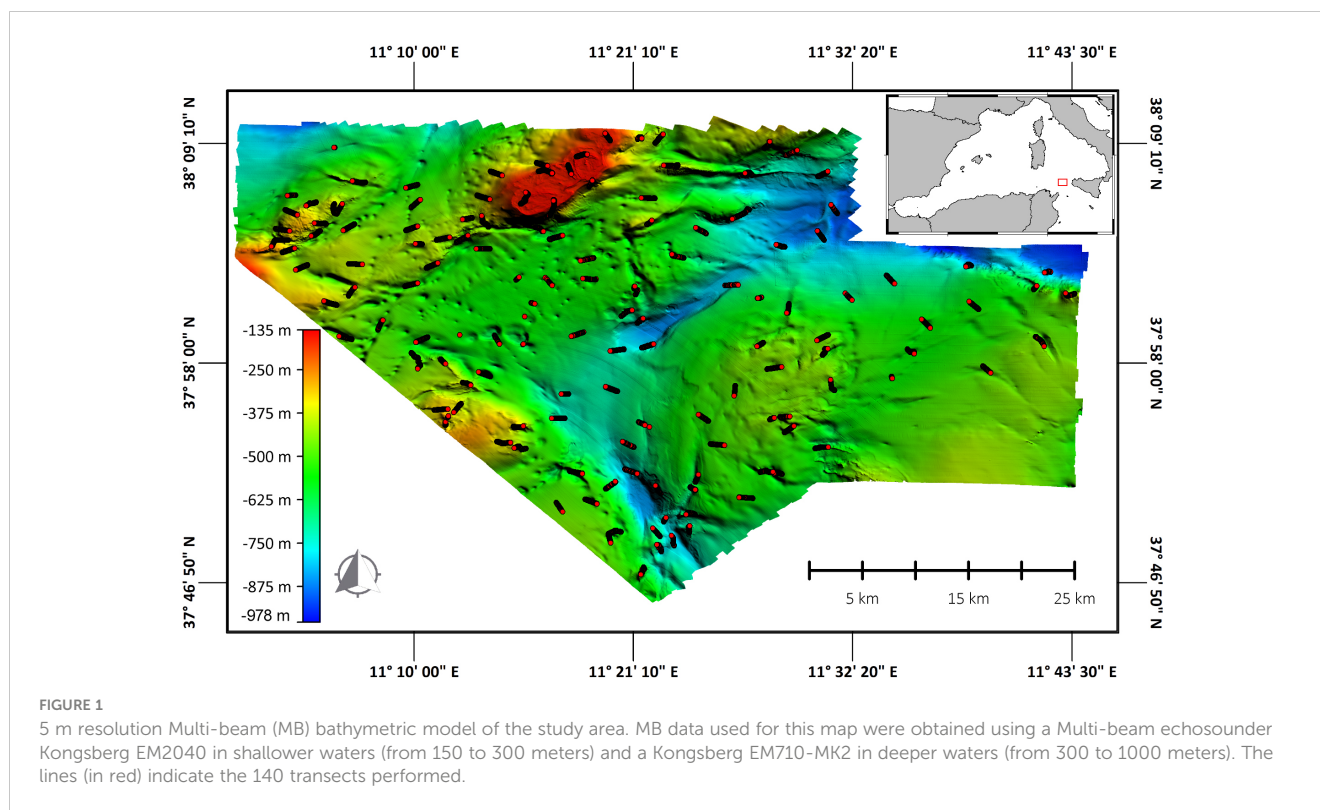 11° 10' 00" E 11° 21' 10" E 11° 32' 20" E 11° 43' 30" E
38° 09' 10" N
38° 09' 10" N
37° 58' 00" N
37° 58' 00" N
37° 46' 50" N
37° 46' 50" N
-135 m
-250 m
-375 m
-500 m
-625 m
-750 m
-875 m
-978 m
5 km 15 km 25 km
11° 10' 00" E 11° 21' 10" E 11° 32' 20" E 11° 43' 30" E
FIGURE 1
5 m resolution Multi-beam (MB) bathymetric model of the study area. MB data used for this map were obtained using a Multi-beam echosounder
Kongsberg EM2040 in shallower waters (from 150 to 300 meters) and a Kongsberg EM710-MK2 in deeper waters (from 300 to 1000 meters). The
lines (in red) indicate the 140 transects performed.